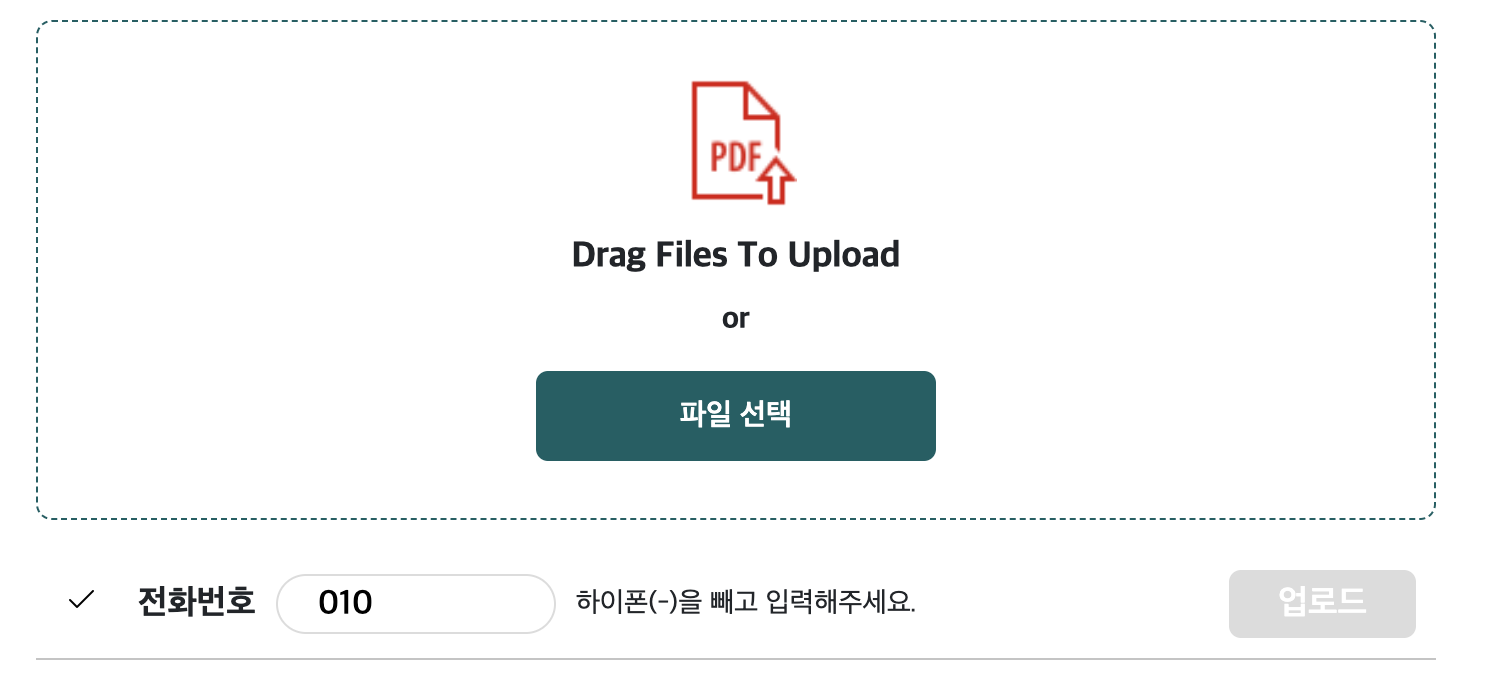 PDF
Drag Files To Upload
or
파일 선택
전화번호 010 하이폰(-)을 빼고 입력해주세요. 업로드